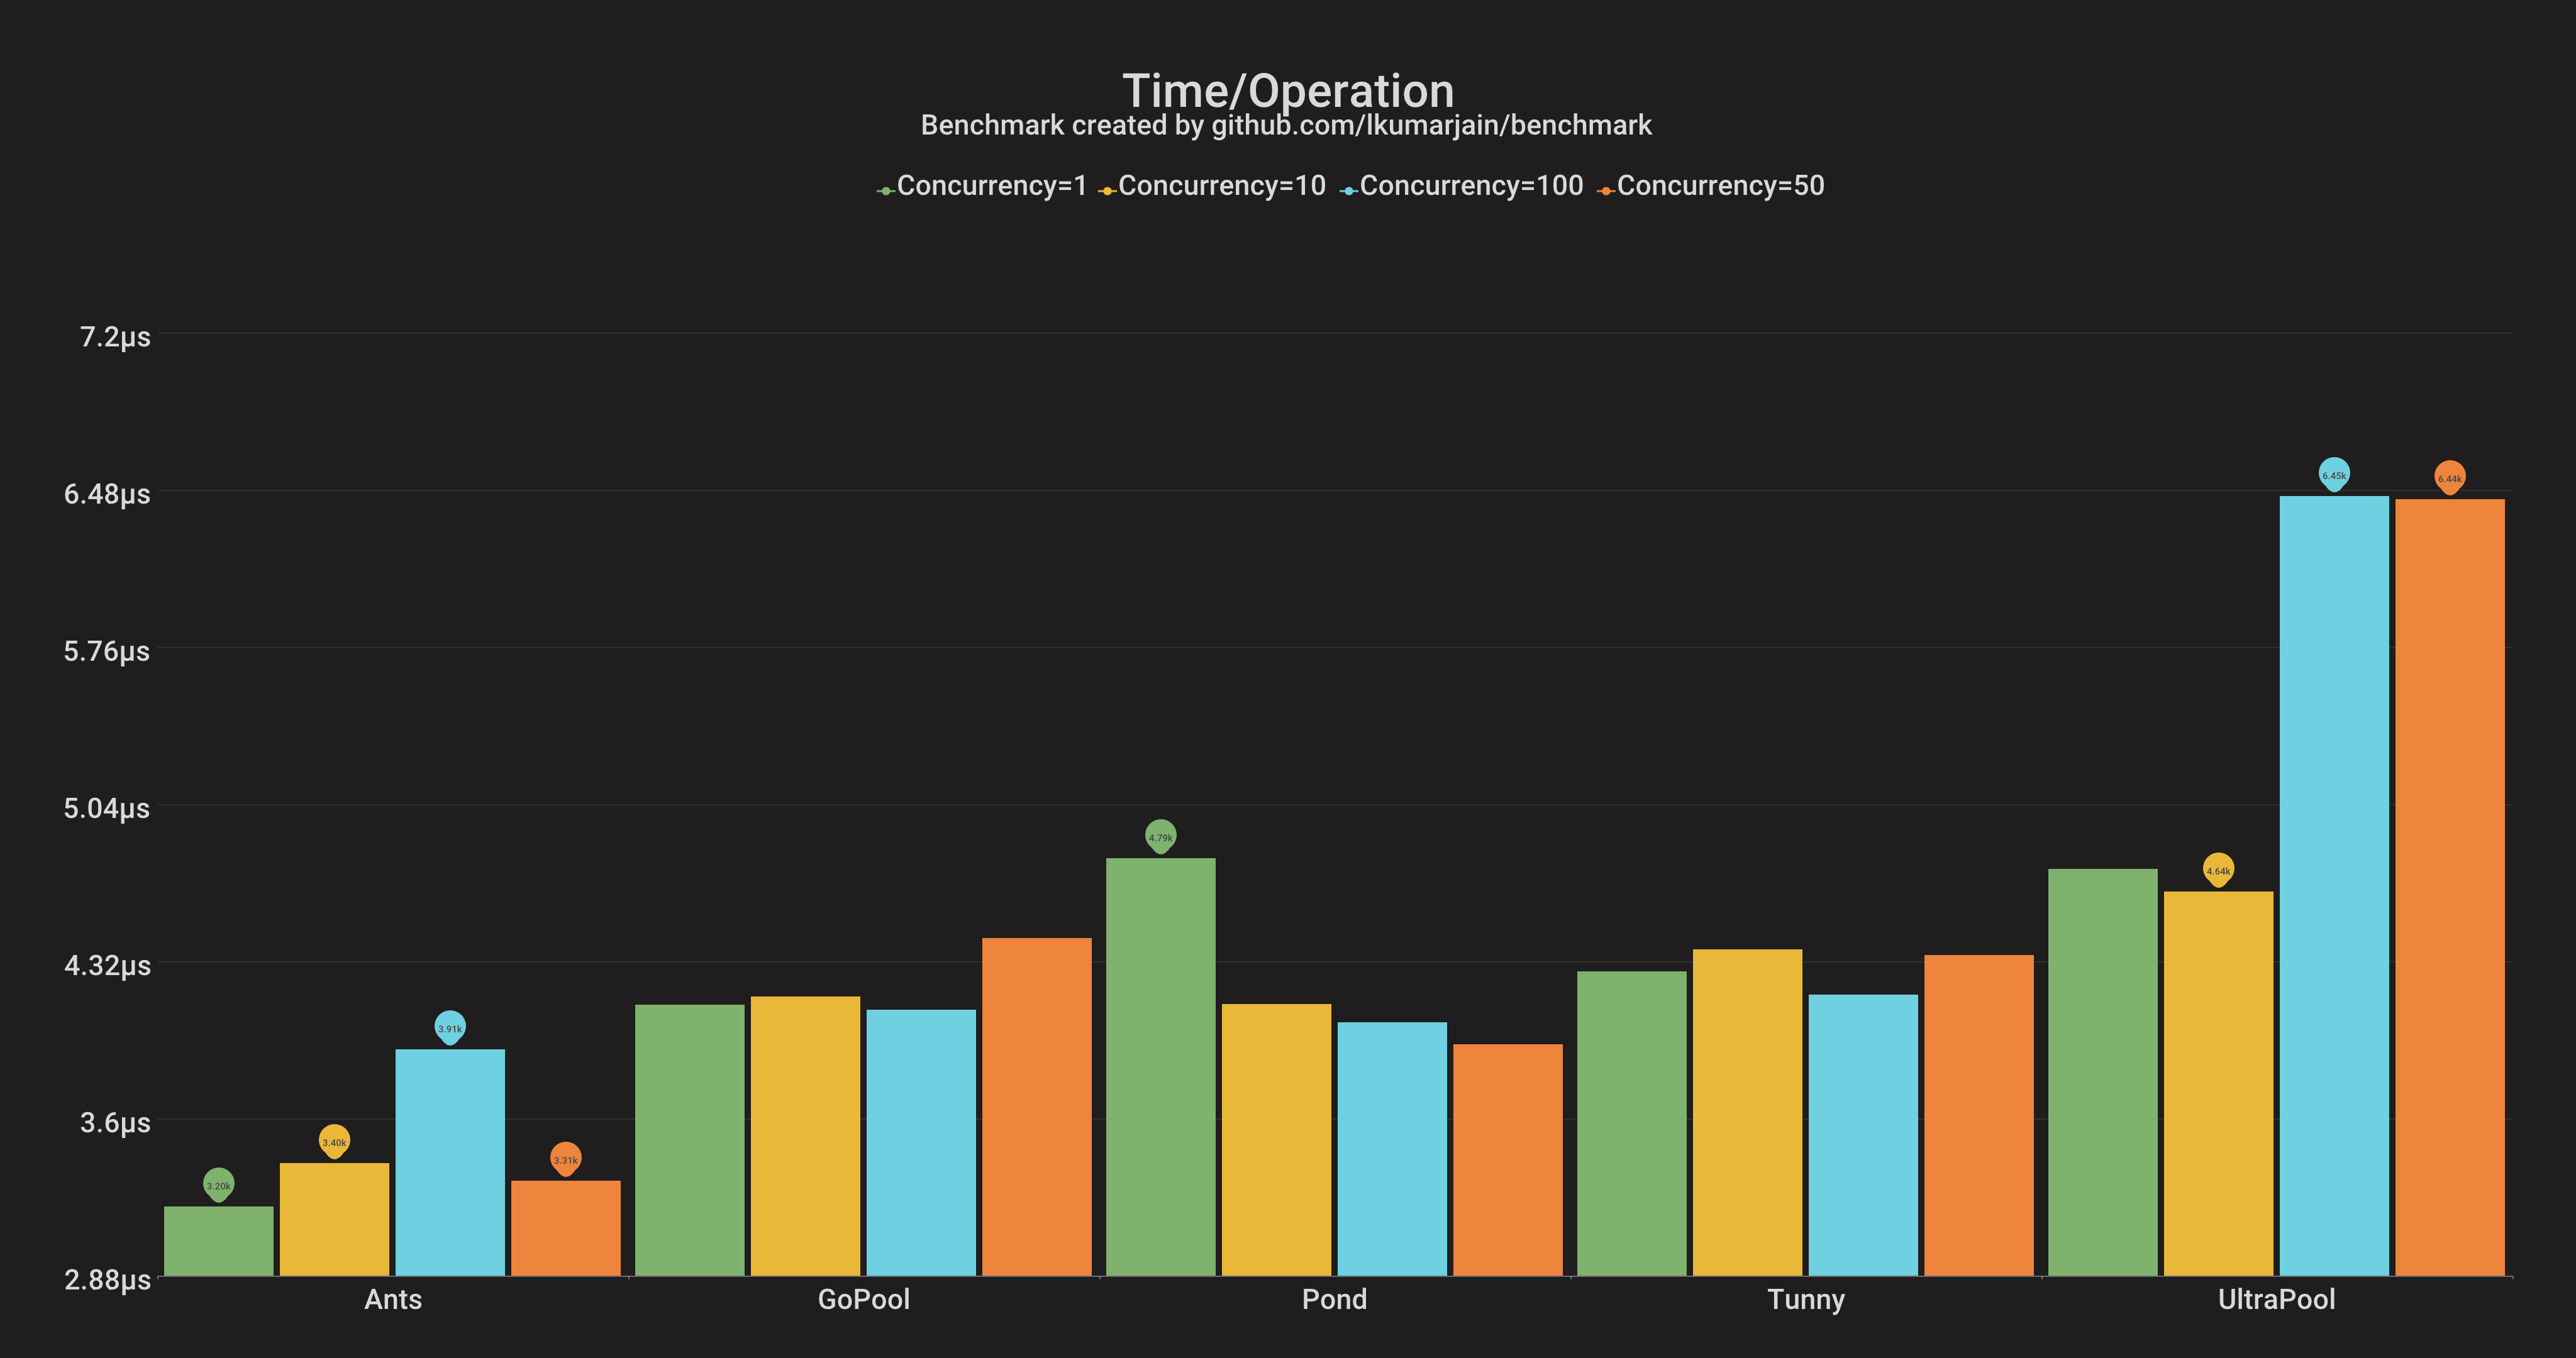 Time/Operation
Benchmark created by github.com/lkumarjain/benchmark
Concurrency=1 Concurrency=10 Concurrency=100 Concurrency=50
7.2µs
6.48µs
6.45k
6.44k
5.76µs
5.04µs
4.79k
4.64k
4.32µs
3.91k
3.6µs
3.40k
3.31k
3.20k
2.88µs
Ants GoPool Pond Tunny UltraPool